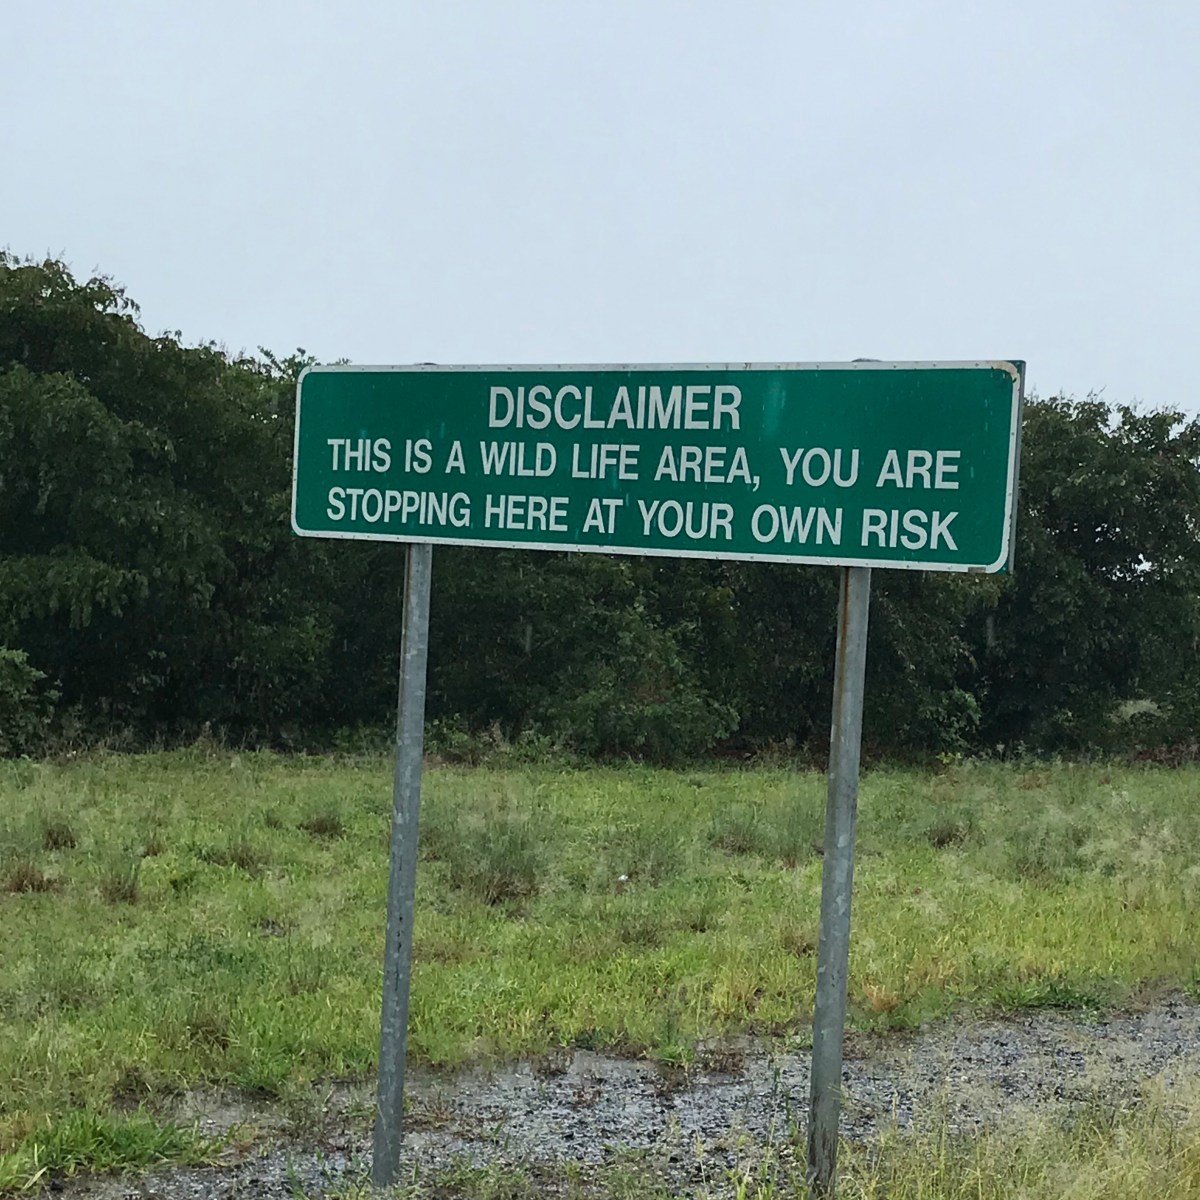 DISCLAIMER
THIS IS A WILD LIFE AREA, YOU ARE
STOPPING HERE AT YOUR OWN RISK